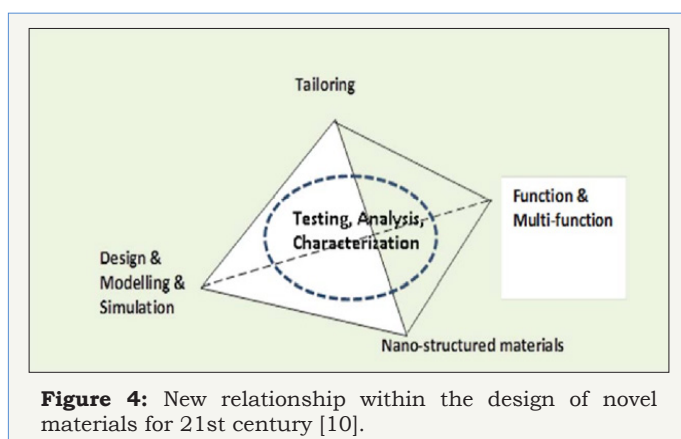 Tailoring
Function &
Multi-function
Testing, Analysis,
Characterization
Design &
Modelling &
Simulation
Nano-structured materials
Figure 4: New relationship within the design of novel
materials for 21st century [10].